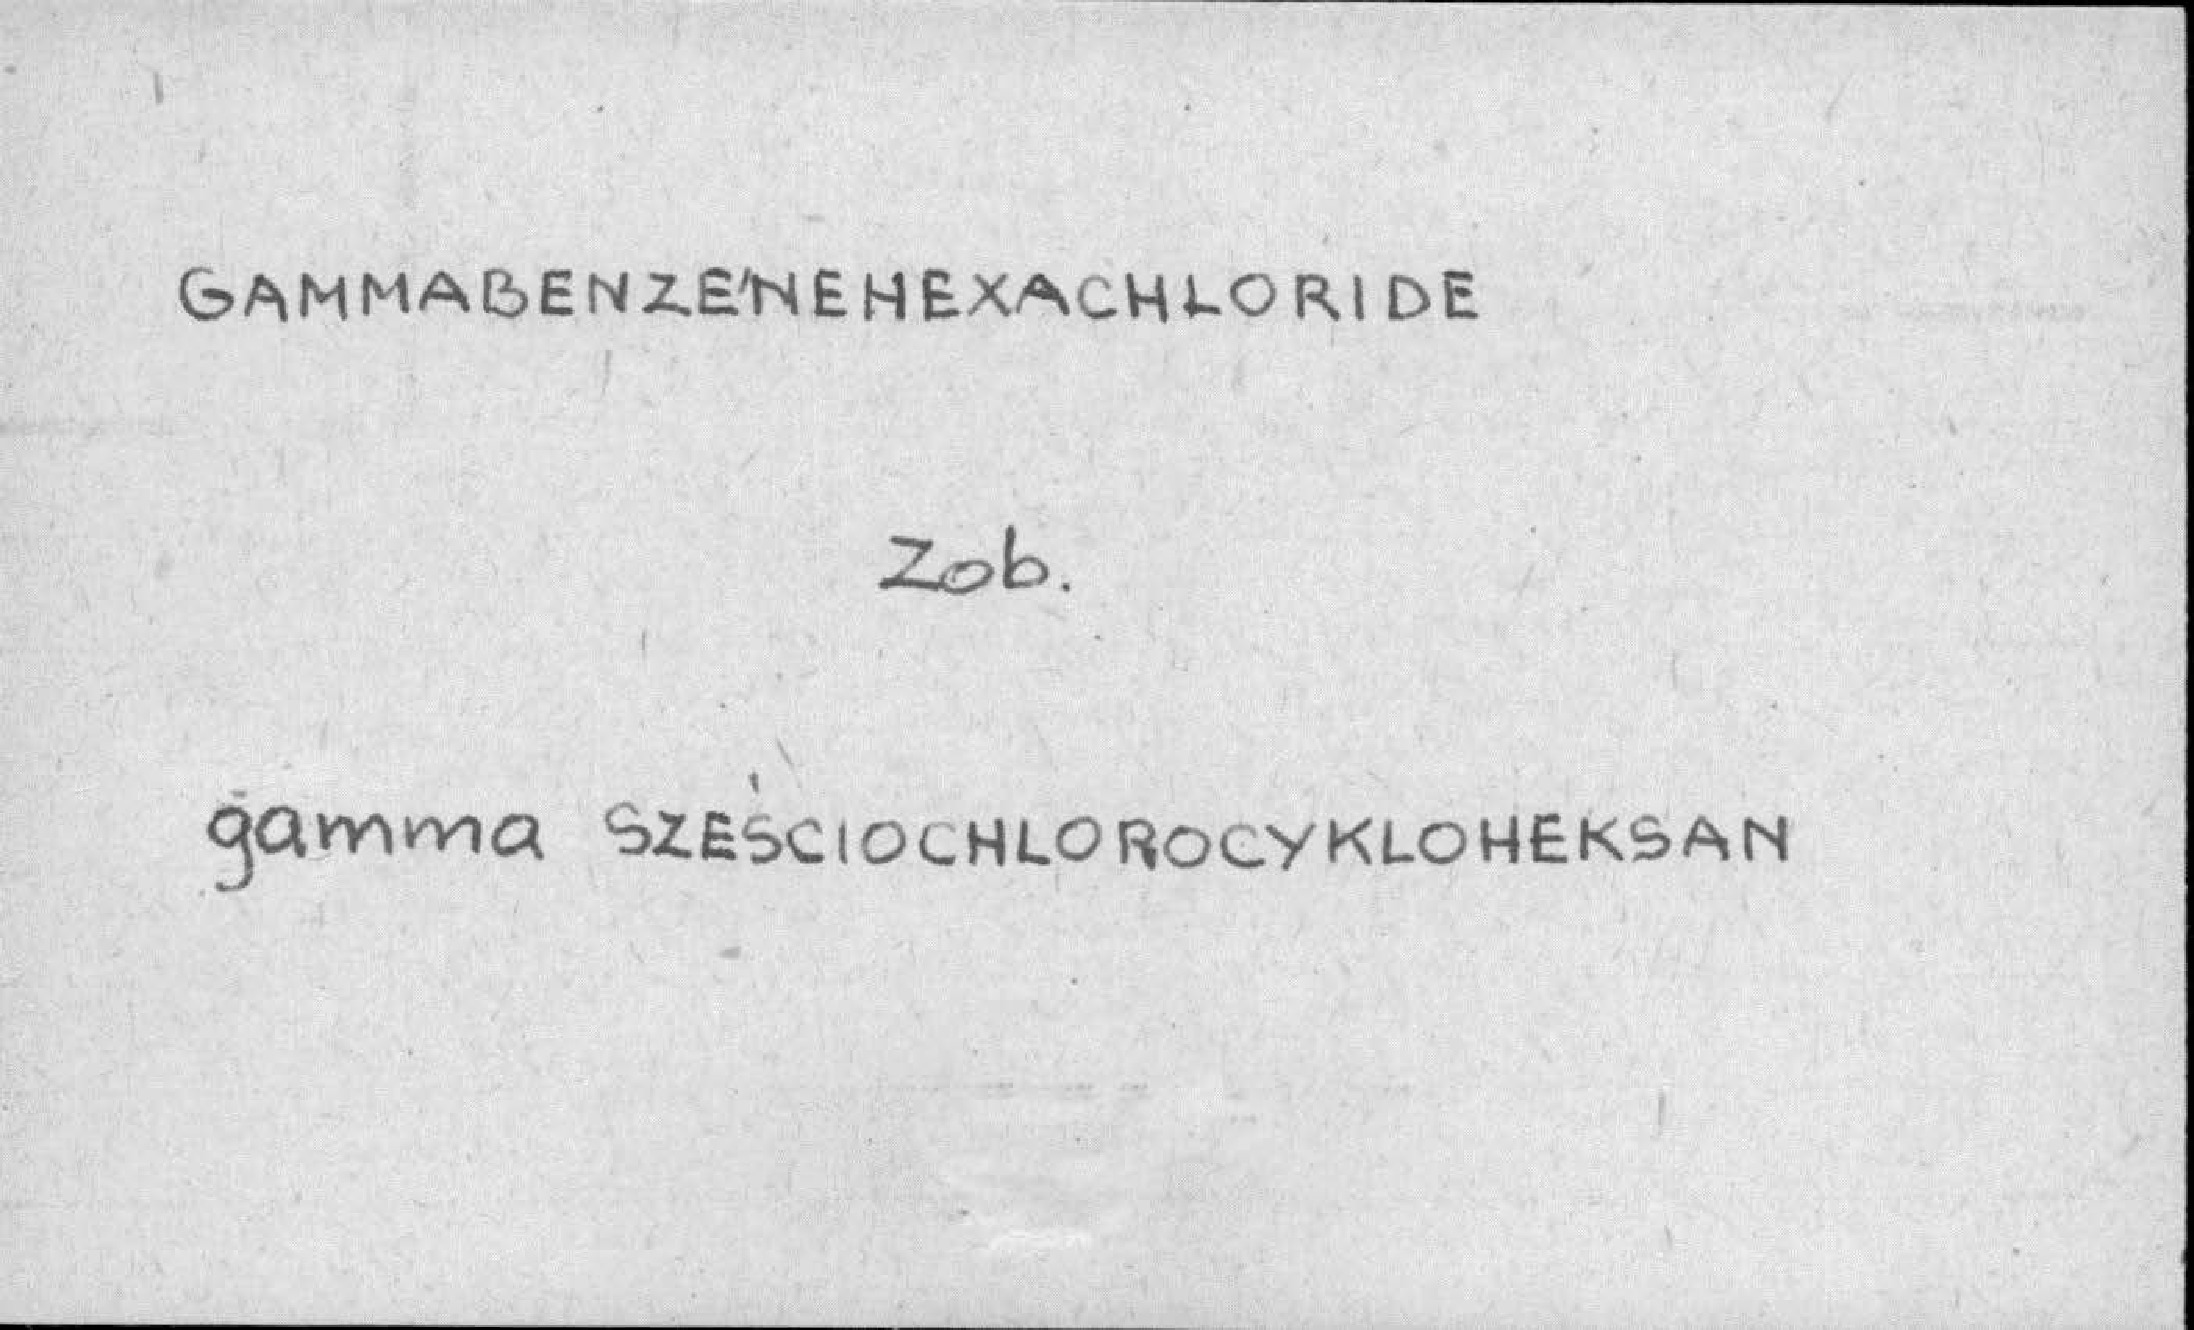 GAMMABENZENEHEXACHLORIDE
Zob.
gamma SZEŚCIOCHLOROCYKLOHEKSAN